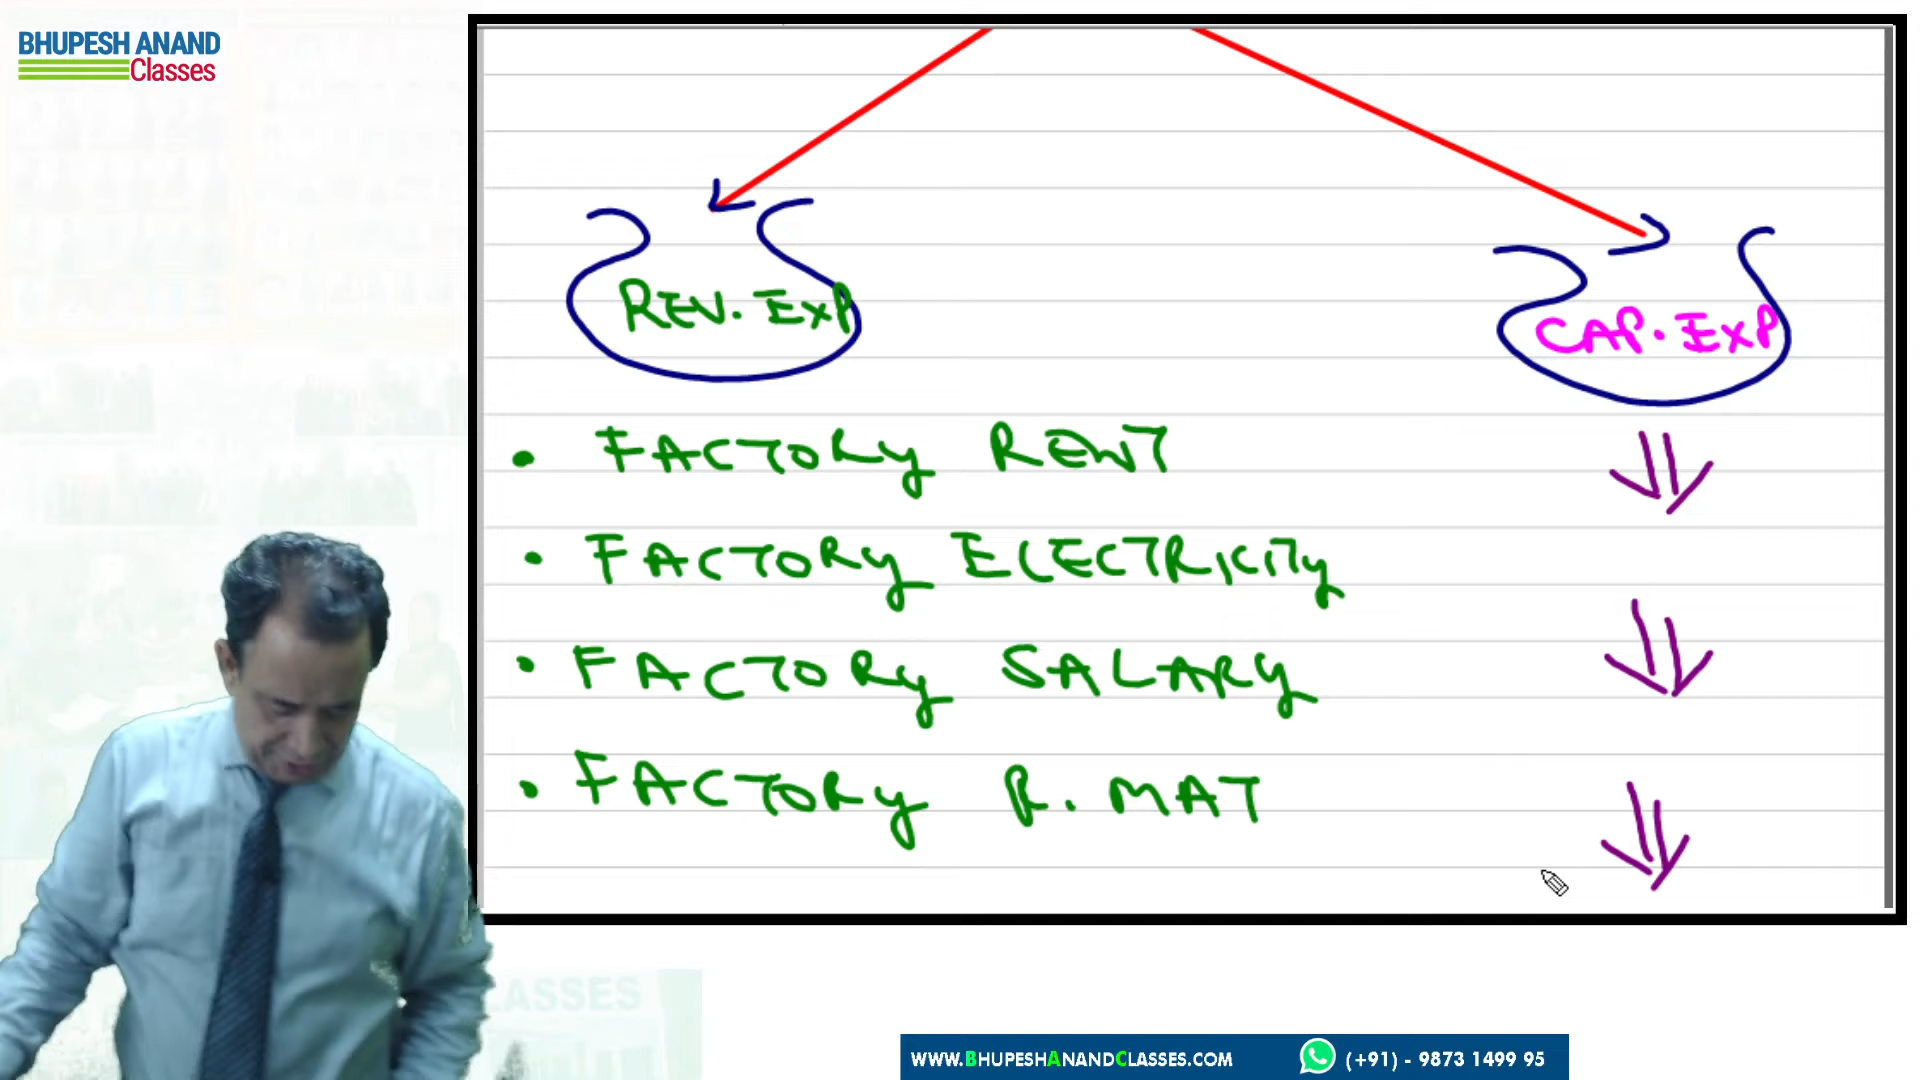 BHUPESH ANAND
Classes
REV. EXP
CAP. EXP
• FACTORY RENT
• FACTORY ELECTRICITY
• FACTORY SALARY
• FACTORY R. MAT
LASSES
WWW.BHUPESHANANDCLASSES.COM (+91) - 9873 1499 95